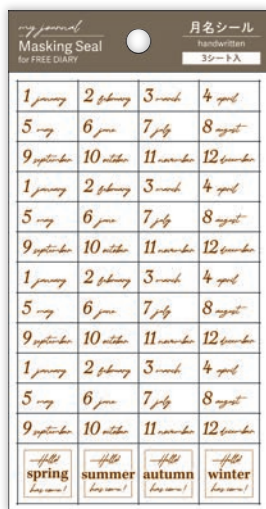 my journal
Masking Seal
for FREE DIARY
月名シール
handwritten
3シート入
1 january 2 february 3 march 4 april
5 may 6 june 7 july 8 august
9 september 10 october 11 november 12 december
1 january 2 february 3 march 4 april
5 may 6 june 7 july 8 august
9 september 10 october 11 november 12 december
1 january 2 february 3 march 4 april
5 may 6 june 7 july 8 august
9 september 10 october 11 november 12 december
1 january 2 february 3 march 4 april
5 may 6 june 7 july 8 august
9 september 10 october 11 november 12 december
Hello! Hello! Hello! Hello!
spring summer autumn winter
has come! has come! has come! has come!